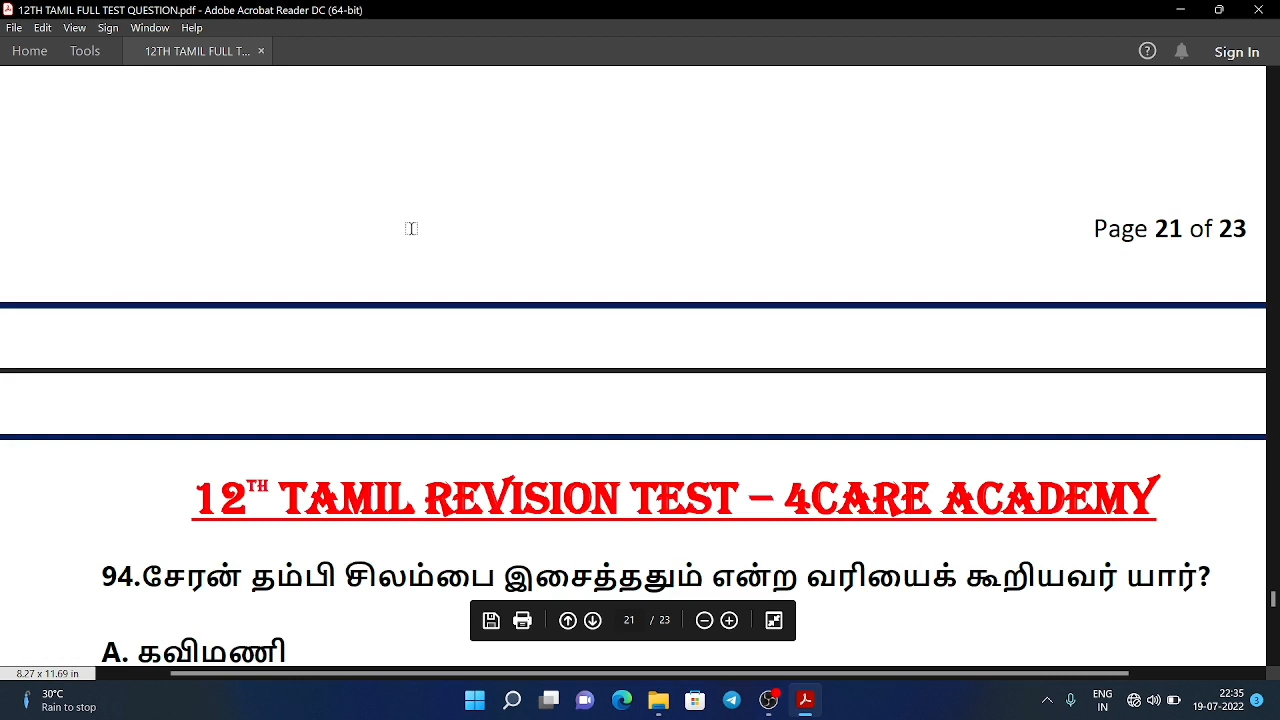 12TH TAMIL FULL TEST QUESTION.pdf - Adobe Acrobat Reader DC (64-bit)
File Edit View Sign Window Help
Home Tools 12TH TAMIL FULL T... × Sign In
Page 21 of 23
12TH TAMIL REVISION TEST – 4CARE ACADEMY
94.சேரன் தம்பி சிலம்பை இசைத்ததும் என்ற வரியைக் கூறியவர் யார்?
21 / 23
A. கவிமணி
8.27 x 11.69 in
30°C
Rain to stop
ENG
IN
22:35
19-07-2022
3